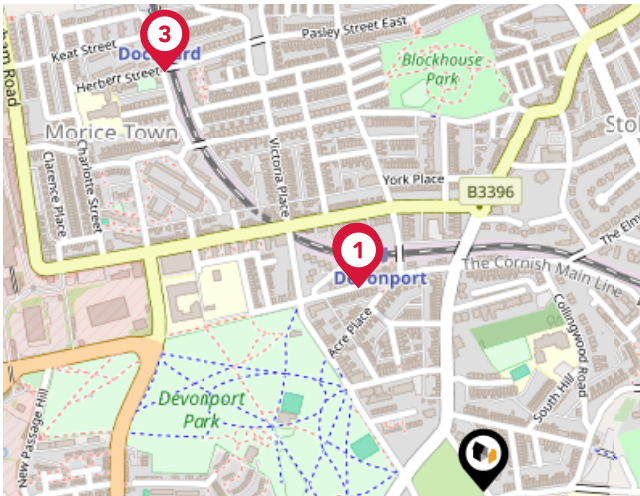 Pasley Street East
Keat Street
3
Dockyard
Herbert Street
Blockhouse
Park
Morice Town
Clarence Place
Charlotte Street
Victoria Place
York Place
B3396
The Elm
1
Devonport
The Cornish Main Line
Acre Place
Collingwood Road
South Hill
Devonport
Park
New Passage Hill
ham Road
Stol